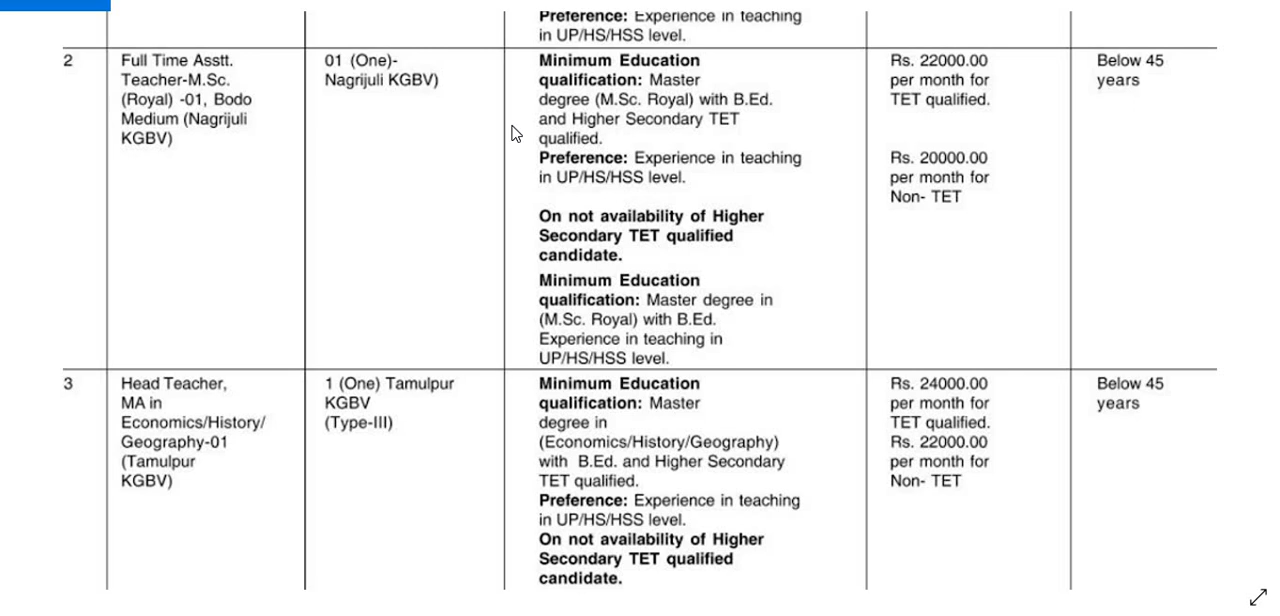 Preference: Experience in teaching
in UP/HS/HSS level.
2
Full Time Asstt.
Teacher-M.Sc.
(Royal) -01, Bodo
Medium (Nagrijuli
KGBV)
01 (One)-
Nagrijuli KGBV)
Minimum Education
qualification: Master
degree (M.Sc. Royal) with B.Ed.
and Higher Secondary TET
qualified.
Preference: Experience in teaching
in UP/HS/HSS level.
On not availability of Higher
Secondary TET qualified
candidate.
Minimum Education
qualification: Master degree in
(M.Sc. Royal) with B.Ed.
Experience in teaching in
UP/HS/HSS level.
Rs. 22000.00
per month for
TET qualified.
Rs. 20000.00
per month for
Non- TET
Below 45
years
3
Head Teacher,
MA in
Economics/History/
Geography-01
(Tamulpur
KGBV)
1 (One) Tamulpur
KGBV
(Type-III)
Minimum Education
qualification: Master
degree in
(Economics/History/Geography)
with B.Ed. and Higher Secondary
TET qualified.
Preference: Experience in teaching
in UP/HS/HSS level.
On not availability of Higher
Secondary TET qualified
candidate.
Rs. 24000.00
per month for
TET qualified.
Rs. 22000.00
per month for
Non- TET
Below 45
years